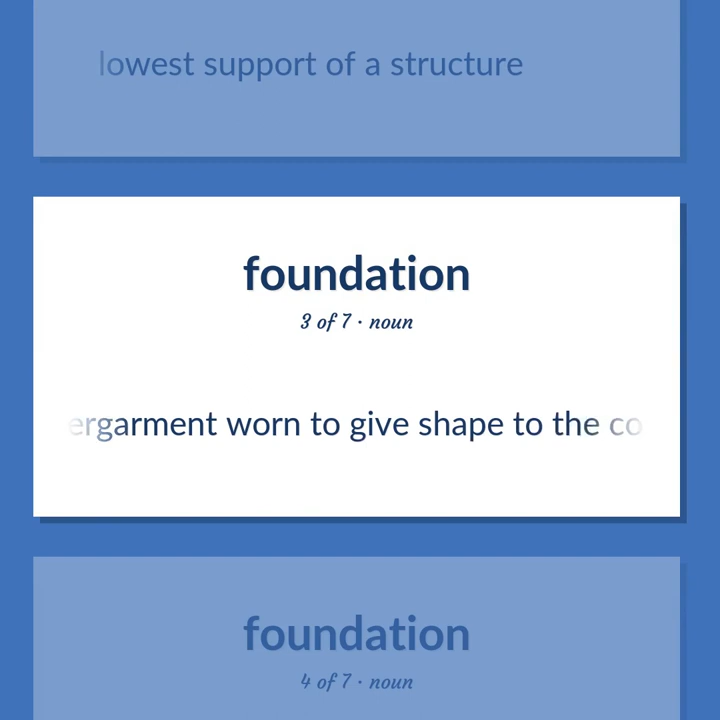 lowest support of a structure
foundation
3 of 7 · noun
ergarment worn to give shape to the co
foundation
4 of 7 · noun